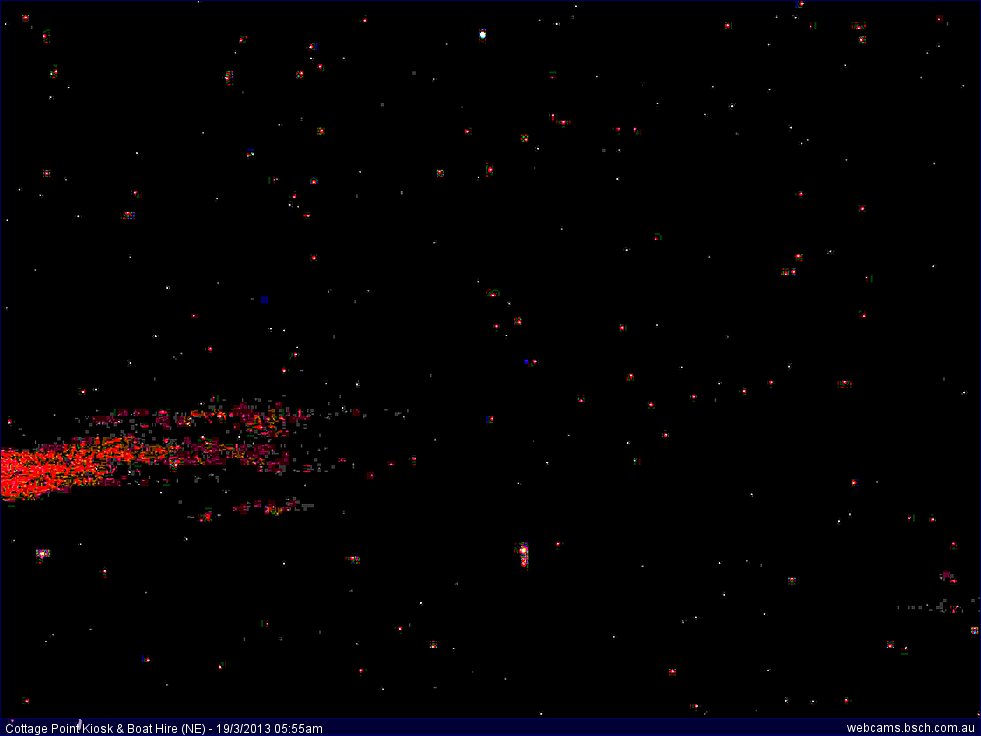 Cottage Point Kiosk & Boat Hire (NE) - 19/3/2013 05:55am
webcams.bsch.com.au